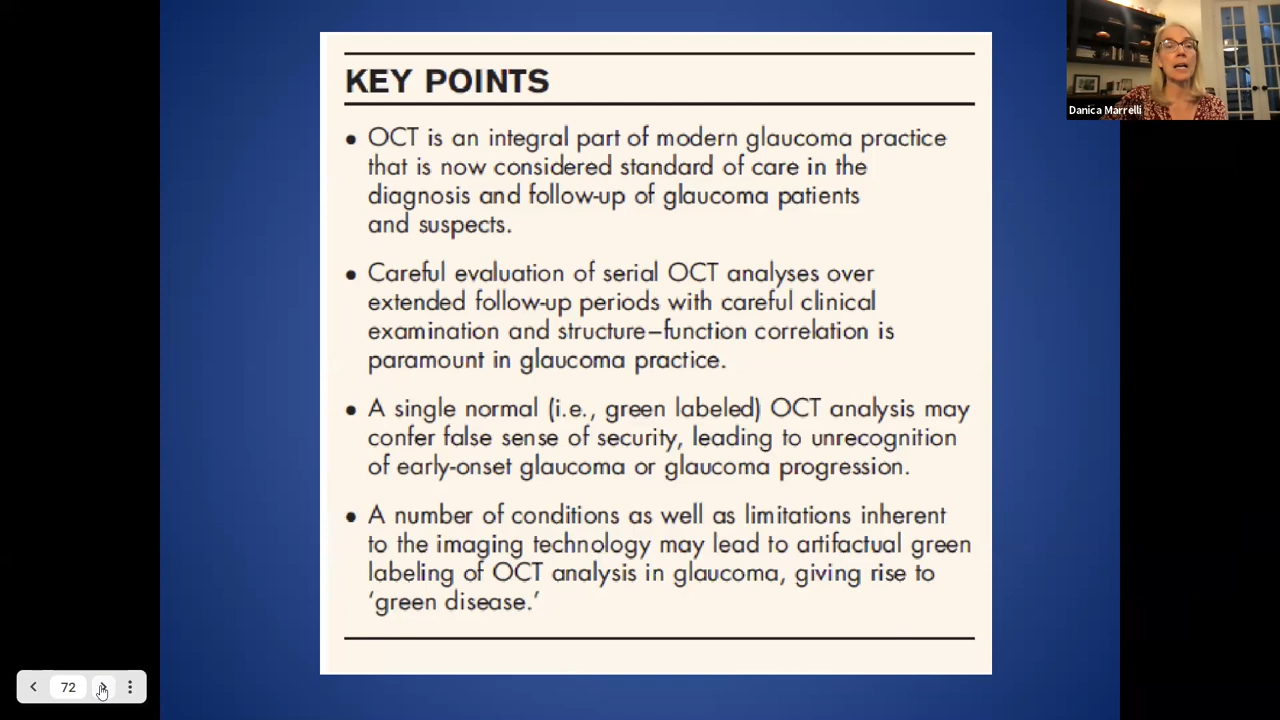 KEY POINTS
• OCT is an integral part of modern glaucoma practice
that is now considered standard of care in the
diagnosis and follow-up of glaucoma patients
and suspects.
• Careful evaluation of serial OCT analyses over
extended follow-up periods with careful clinical
examination and structure–function correlation is
paramount in glaucoma practice.
• A single normal (i.e., green labeled) OCT analysis may
confer false sense of security, leading to unrecognition
of early-onset glaucoma or glaucoma progression.
• A number of conditions as well as limitations inherent
to the imaging technology may lead to artifactual green
labeling of OCT analysis in glaucoma, giving rise to
‘green disease.’
Danica Marrelli
72